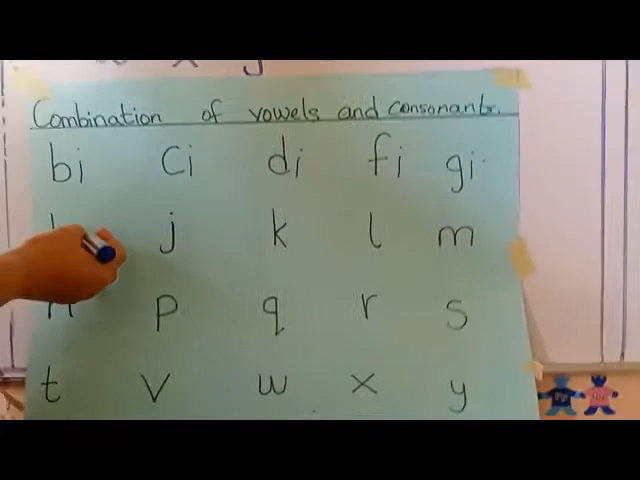 Combination of vowels and consonants.
bi ci di fi gi
j k l m
n p q r s
t v w x y